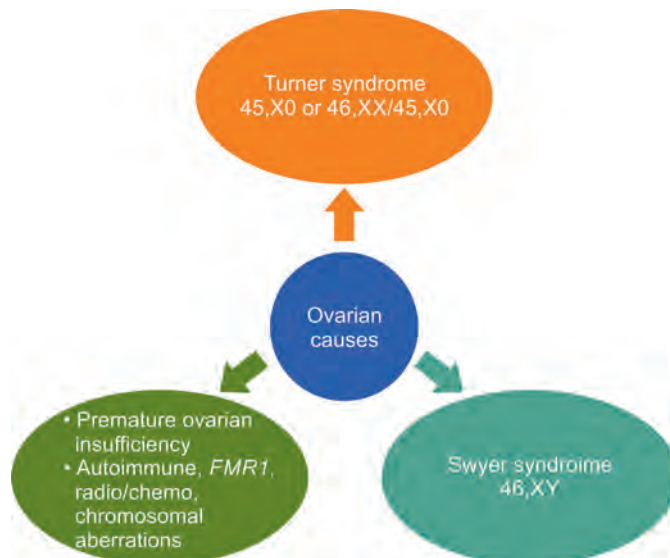 Turner syndrome
45,X0 or 46,XX/45,X0
Ovarian
causes
• Premature ovarian
insufficiency
• Autoimmune, FMR1,
radio/chemo,
chromosomal
aberrations
Swyer syndroime
46,XY